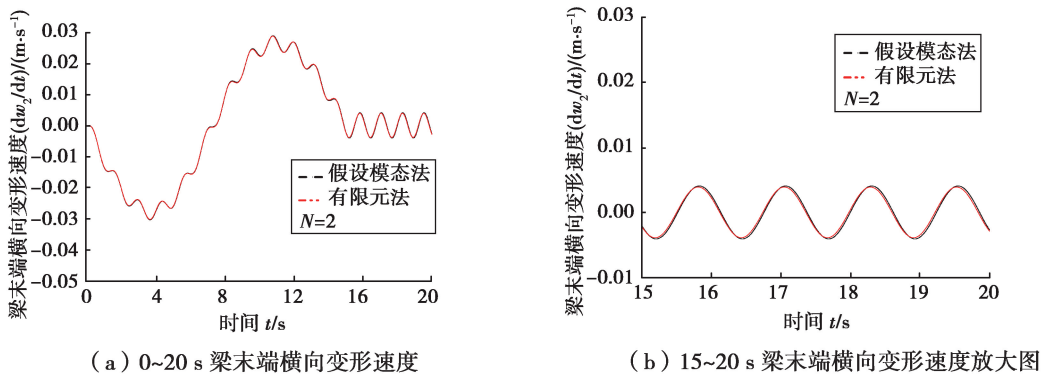 梁末端横向变形速度(dw₂/dt)/(m·s⁻¹)
0.03
0.02
0.01
0.00
−0.01
−0.02
−0.03
−0.04
−0.05
0
4
8
12
16
20
时间 t/s
假设模态法
有限元法
N=2
（a）0~20 s 梁末端横向变形速度
梁末端横向变形速度(dw₂/dt)/(m·s⁻¹)
0.03
0.02
0.01
0.00
−0.01
15
16
17
18
19
20
时间 t/s
假设模态法
有限元法
N=2
（b）15~20 s 梁末端横向变形速度放大图